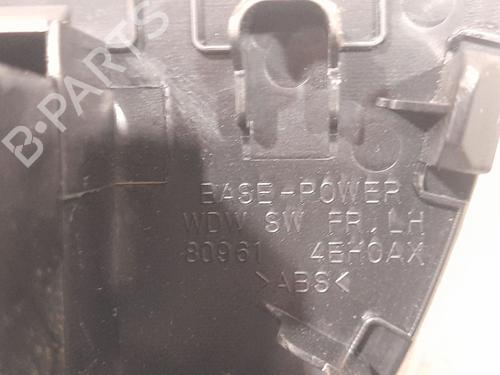 B-PARTS
BASE-POWER
WDW SW FR, LH
80961 4EH0AX
>ABS<